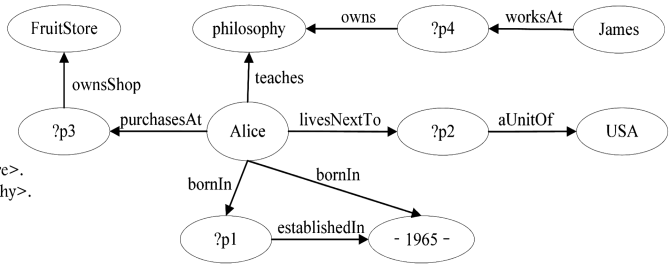 FruitStore
philosophy
owns
?p4
worksAt
James
ownsShop
teaches
?p3
purchasesAt
Alice
livesNextTo
?p2
aUnitOf
USA
e>.
hy>.
bornIn
bornIn
?p1
establishedIn
- 1965 -